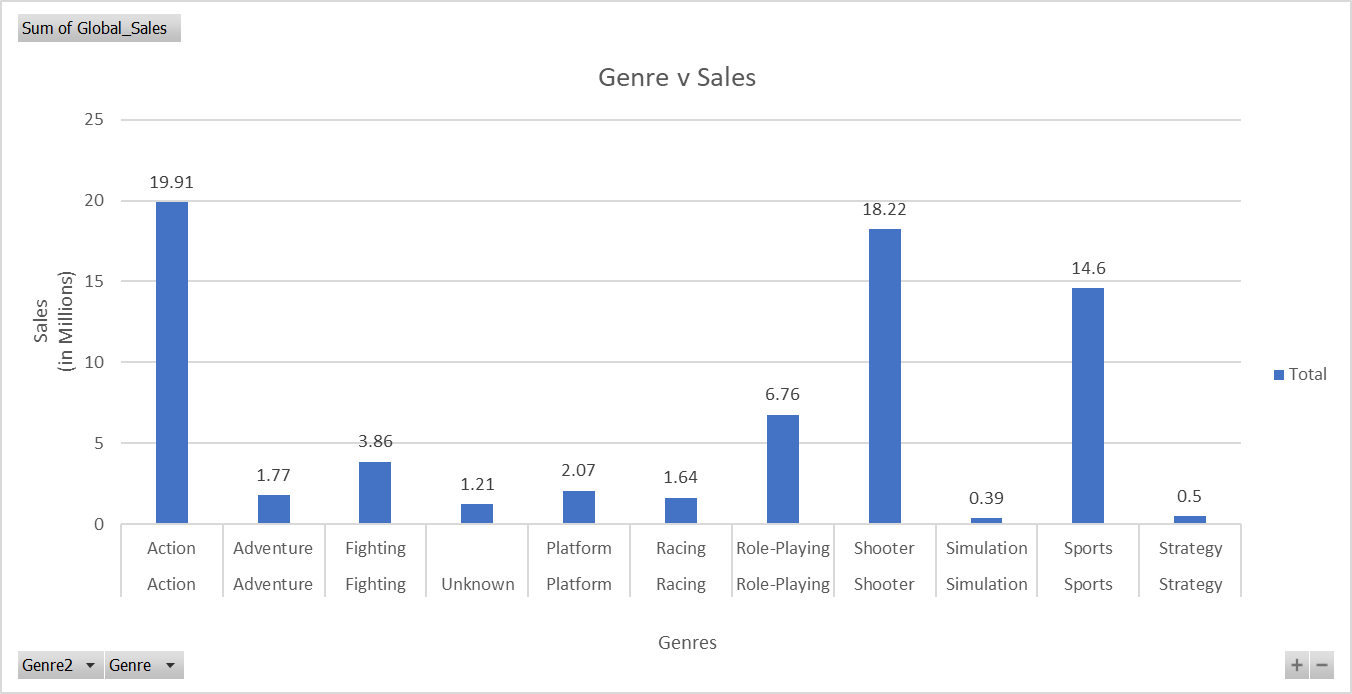 Sum of Global_Sales
Genre v Sales
25
20
15
10
5
0
Sales
(in Millions)
19.91
1.77
3.86
1.21
2.07
1.64
6.76
18.22
0.39
14.6
0.5
Total
Action Adventure Fighting Platform Racing Role-Playing Shooter Simulation Sports Strategy
Action Adventure Fighting Unknown Platform Racing Role-Playing Shooter Simulation Sports Strategy
Genres
Genre2 Genre
+ −